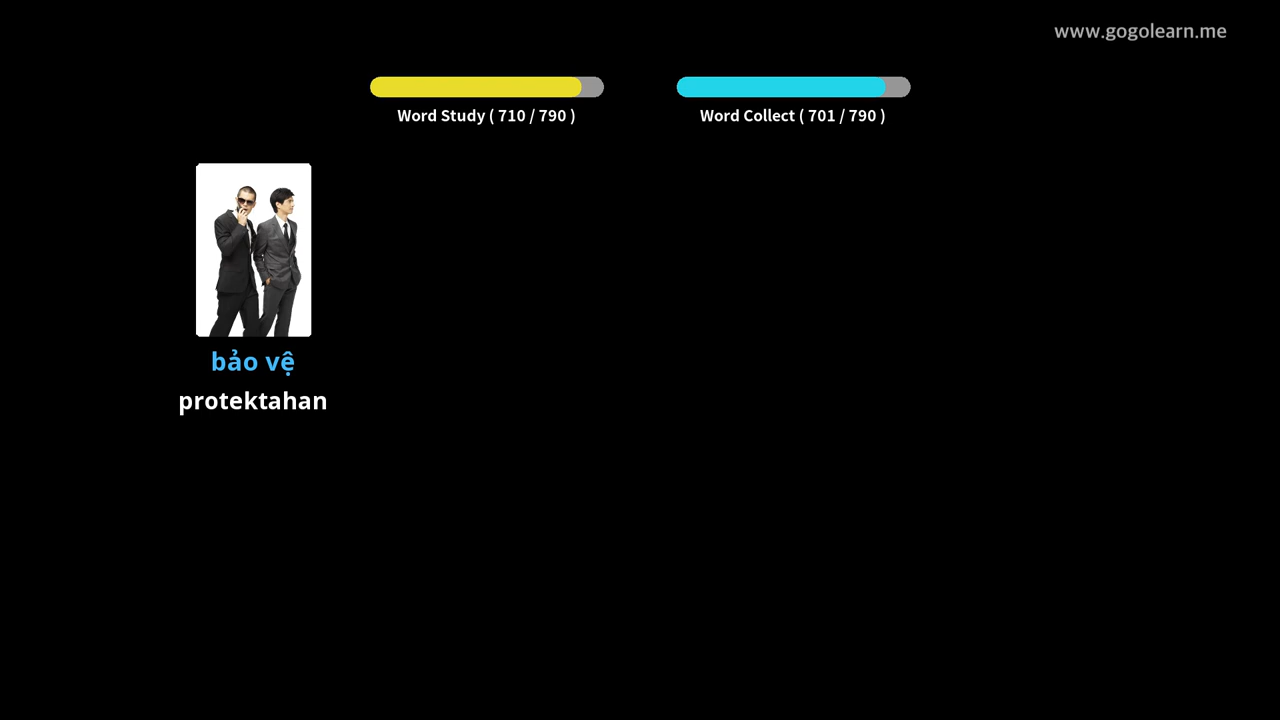 www.gogolearn.me
Word Study ( 710 / 790 )
Word Collect ( 701 / 790 )
bảo vệ
protektahan